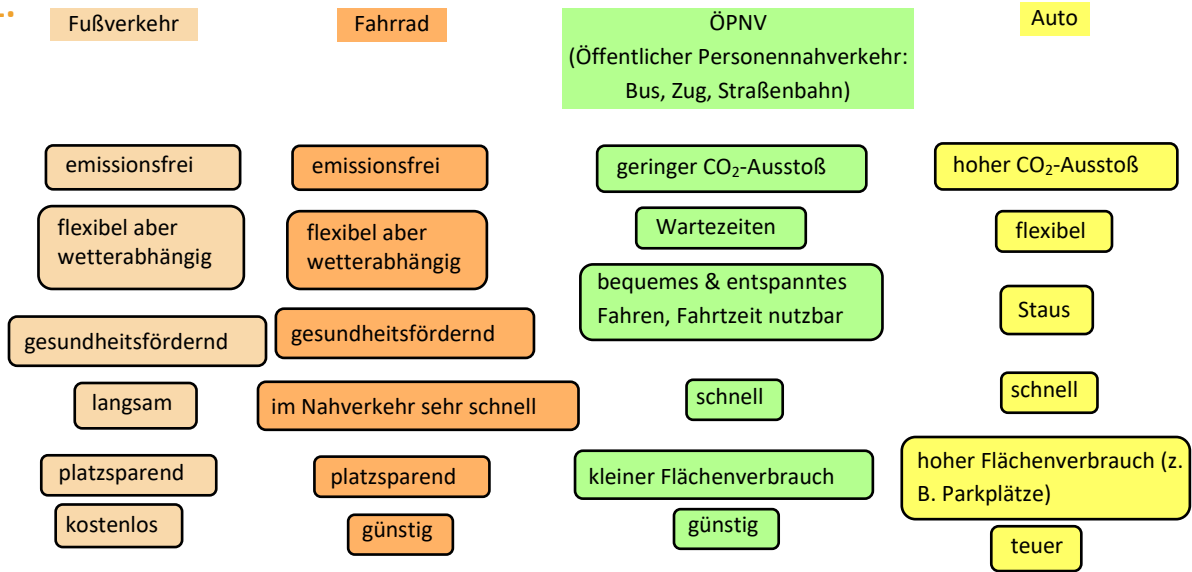 Fußverkehr
Fahrrad
ÖPNV
(Öffentlicher Personennahverkehr:
Bus, Zug, Straßenbahn)
Auto
emissionsfrei
emissionsfrei
geringer CO₂-Ausstoß
hoher CO₂-Ausstoß
flexibel aber
wetterabhängig
flexibel aber
wetterabhängig
Wartezeiten
flexibel
bequemes & entspanntes
Fahren, Fahrtzeit nutzbar
Staus
gesundheitsfördernd
gesundheitsfördernd
langsam
im Nahverkehr sehr schnell
schnell
schnell
platzsparend
platzsparend
kleiner Flächenverbrauch
hoher Flächenverbrauch (z.
B. Parkplätze)
kostenlos
günstig
günstig
teuer